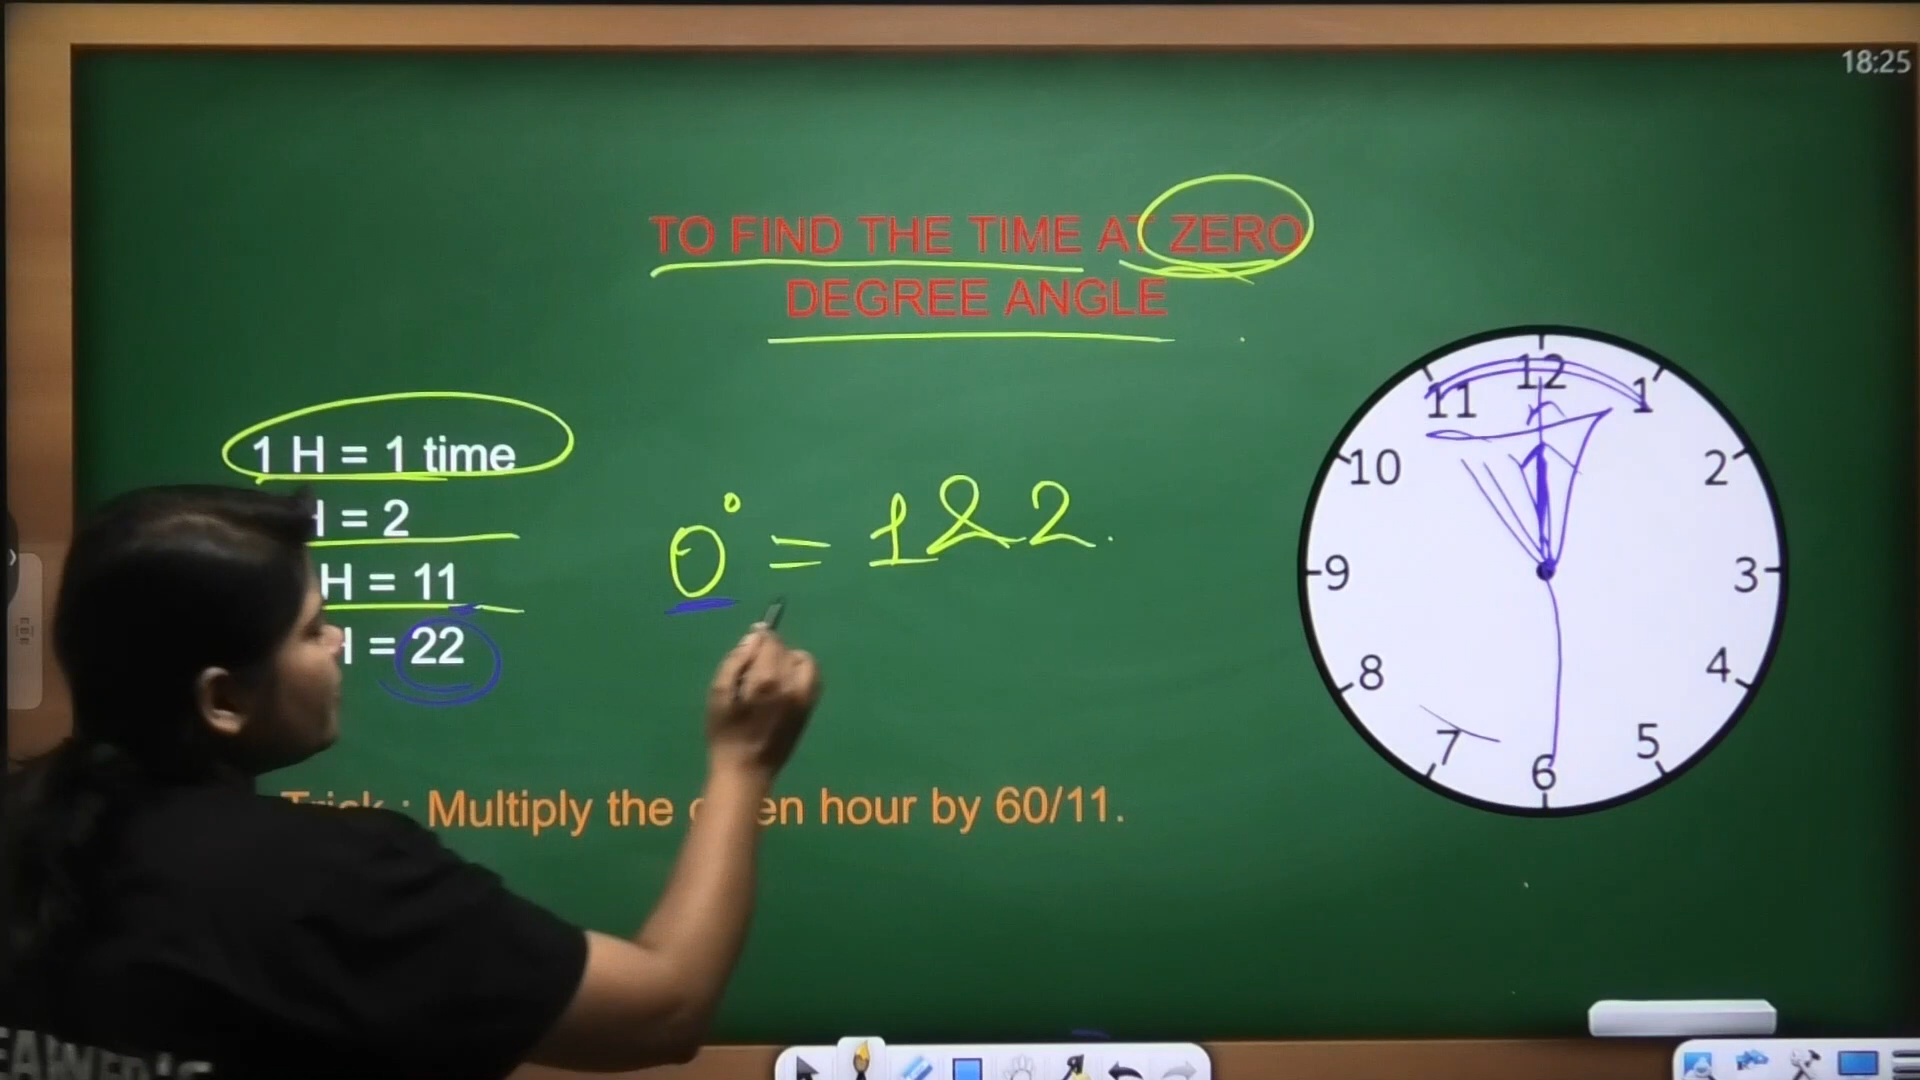 18:25
TO FIND THE TIME AT ZERO
DEGREE ANGLE
1 H = 1 time
H = 2
H = 11
H = 22
0° = 1 & 2.
Trick : Multiply the hour by 60/11.
12
11
1
10
2
9
3
8
4
7
5
6